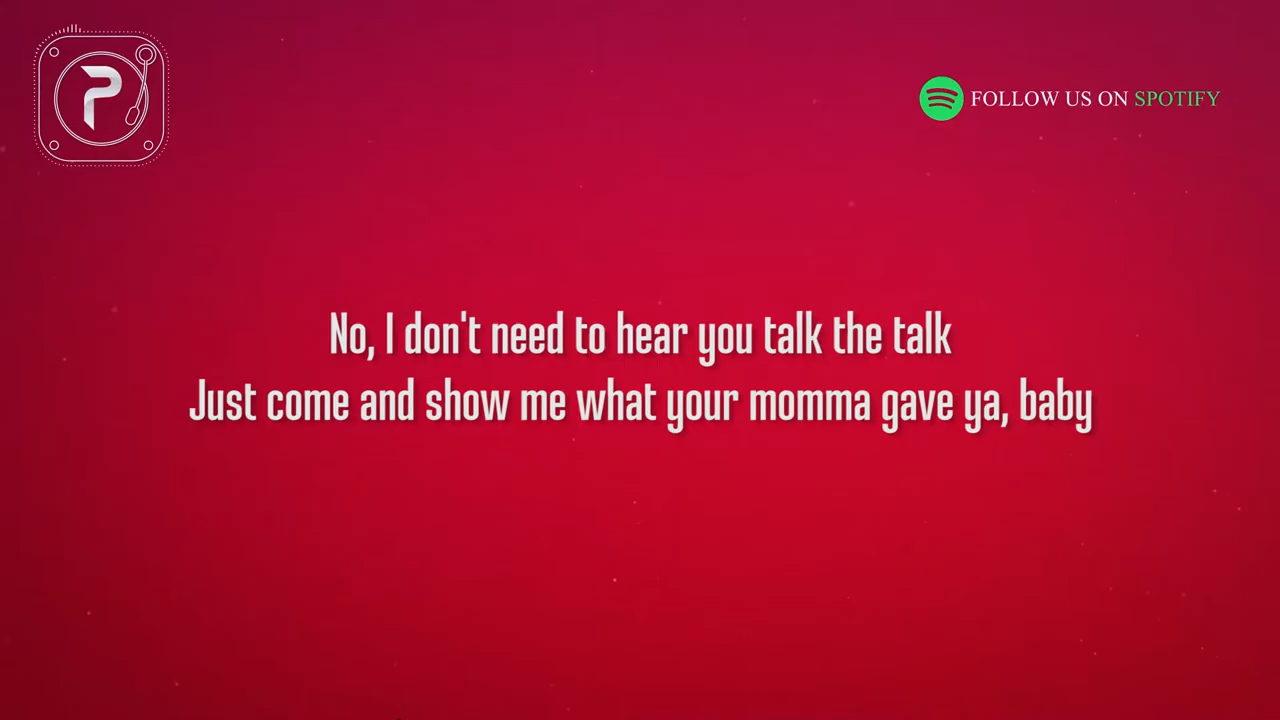 P
FOLLOW US ON SPOTIFY
No, I don't need to hear you talk the talk
Just come and show me what your momma gave ya, baby